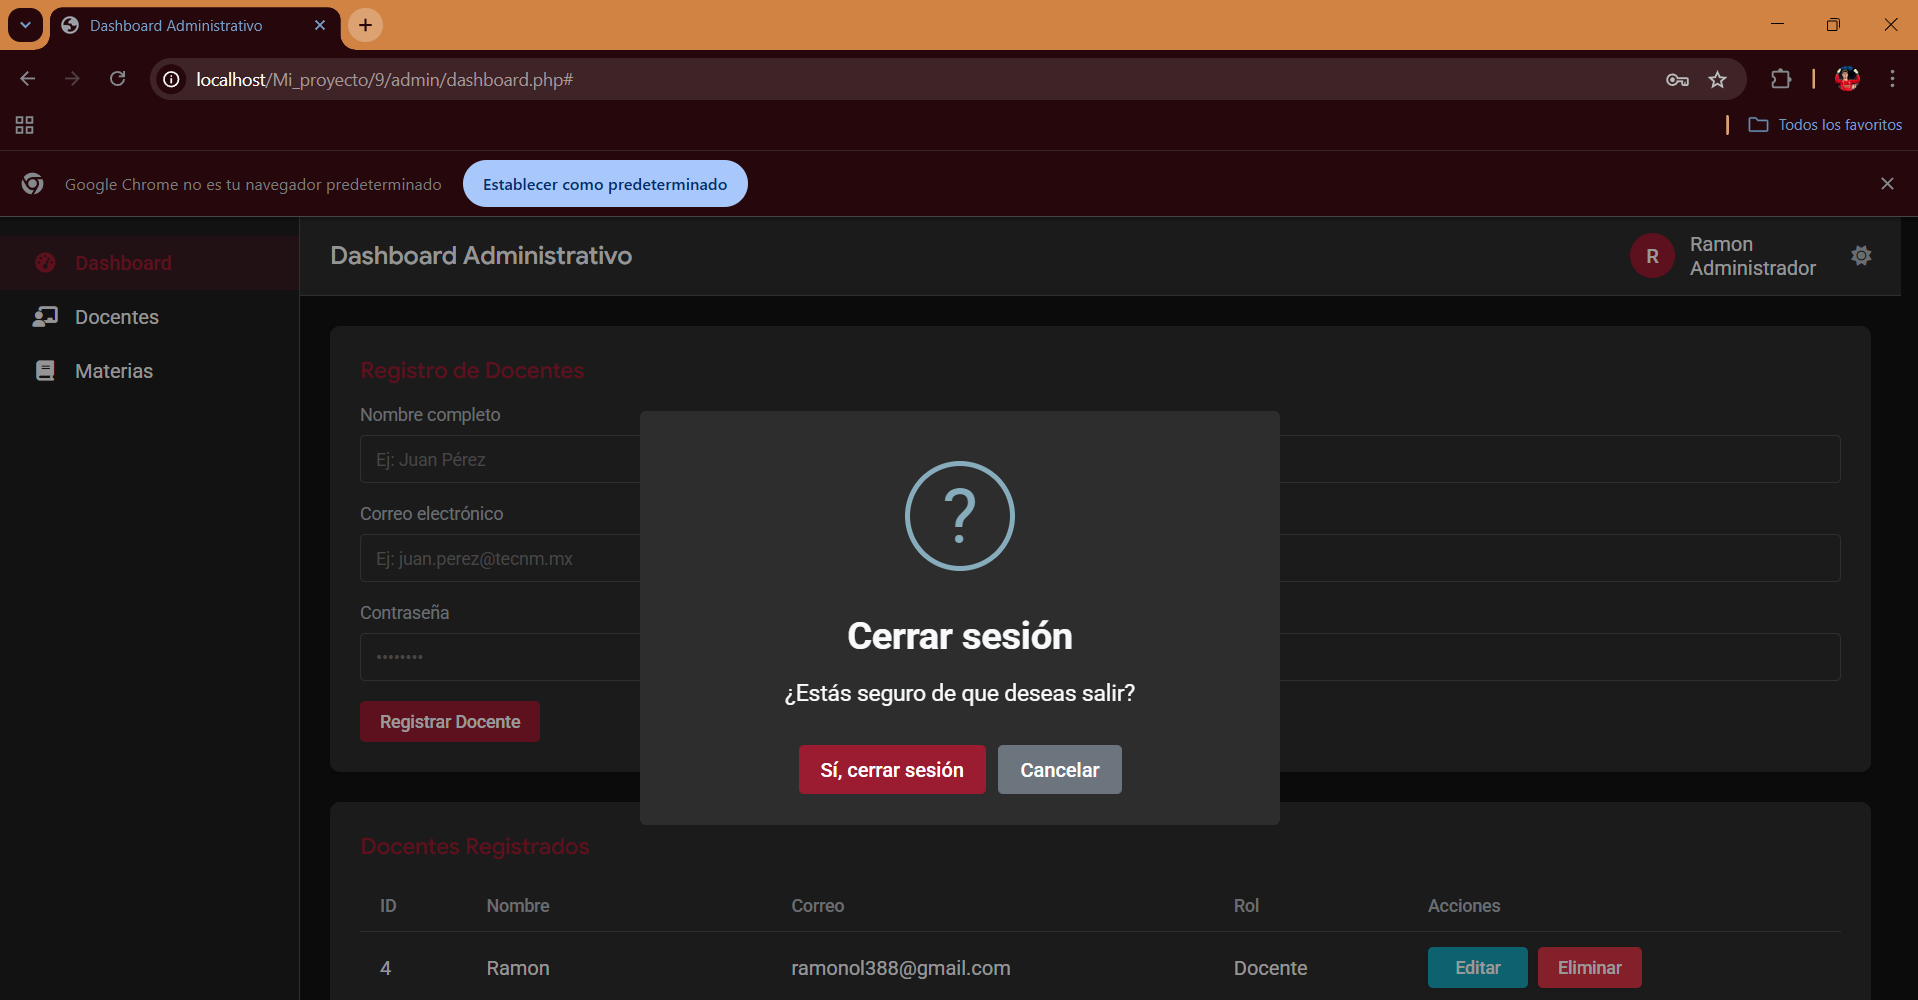 Dashboard Administrativo
localhost/Mi_proyecto/9/admin/dashboard.php#
Todos los favoritos
Google Chrome no es tu navegador predeterminado
Establecer como predeterminado
Dashboard
Docentes
Materias
Dashboard Administrativo
R
Ramon
Administrador
Registro de Docentes
Nombre completo
Ej: Juan Pérez
Correo electrónico
Ej: juan.perez@tecnm.mx
Contraseña
••••••••
Registrar Docente
?
Cerrar sesión
¿Estás seguro de que deseas salir?
Sí, cerrar sesión
Cancelar
Docentes Registrados
ID Nombre Correo Rol Acciones
4 Ramon ramonol388@gmail.com Docente Editar Eliminar